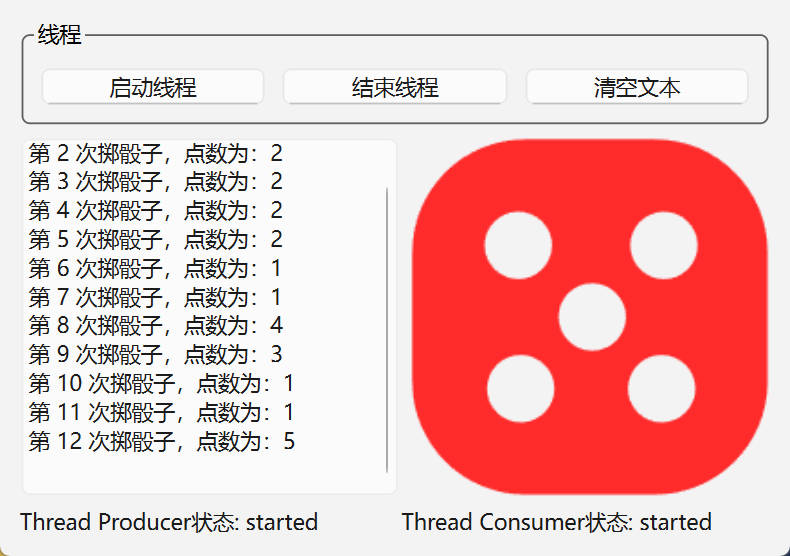 线程
启动线程 结束线程 清空文本
第 2 次掷骰子，点数为：2
第 3 次掷骰子，点数为：2
第 4 次掷骰子，点数为：2
第 5 次掷骰子，点数为：2
第 6 次掷骰子，点数为：1
第 7 次掷骰子，点数为：1
第 8 次掷骰子，点数为：4
第 9 次掷骰子，点数为：3
第 10 次掷骰子，点数为：1
第 11 次掷骰子，点数为：1
第 12 次掷骰子，点数为：5
Thread Producer状态: started Thread Consumer状态: started